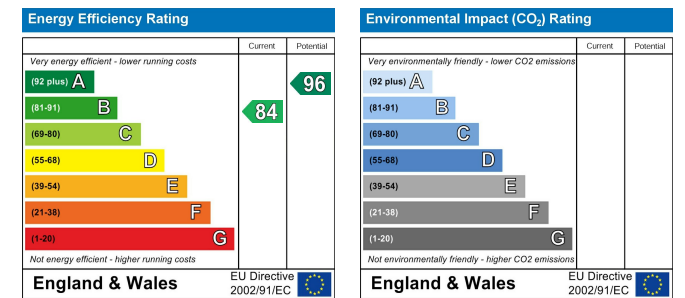 Energy Efficiency Rating
Current Potential
Very energy efficient - lower running costs
(92 plus) A
(81-91) B
(69-80) C
(55-68) D
(39-54) E
(21-38) F
(1-20) G
84
96
Not energy efficient - higher running costs
England & Wales
EU Directive
2002/91/EC
Environmental Impact (CO₂) Rating
Current Potential
Very environmentally friendly - lower CO2 emissions
(92 plus) A
(81-91) B
(69-80) C
(55-68) D
(39-54) E
(21-38) F
(1-20) G
Not environmentally friendly - higher CO2 emissions
England & Wales
EU Directive
2002/91/EC